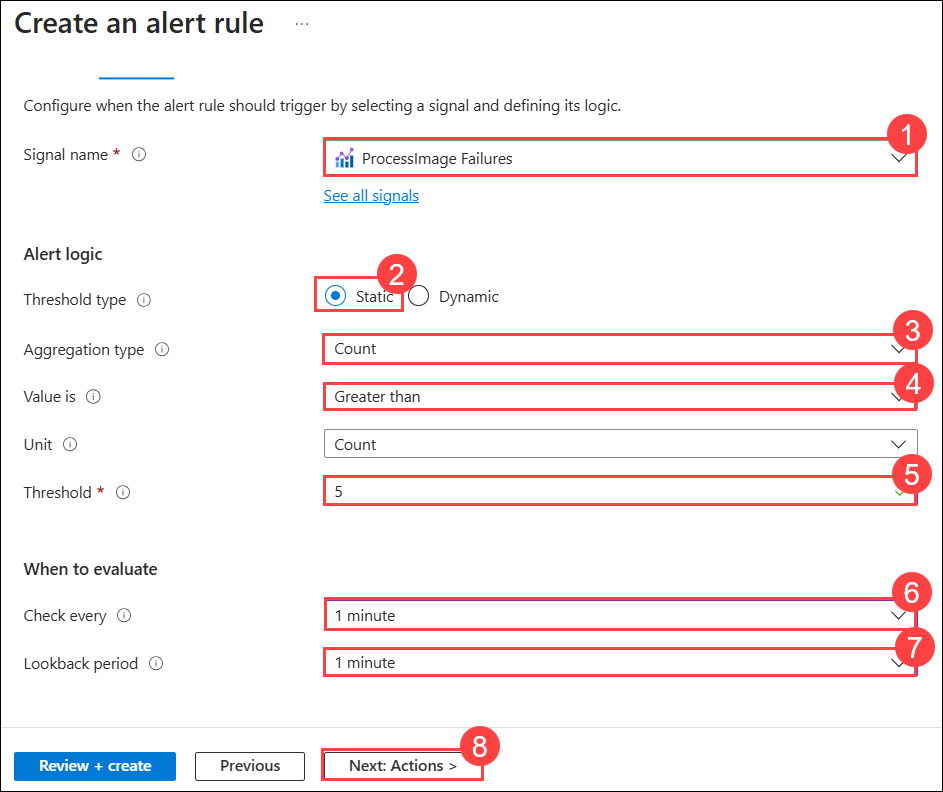 Create an alert rule ...
Configure when the alert rule should trigger by selecting a signal and defining its logic.
1
Signal name * ProcessImage Failures
See all signals
Alert logic
2
Threshold type Static Dynamic
3
Aggregation type Count
4
Value is Greater than
Unit Count
5
Threshold * 5
When to evaluate
6
Check every 1 minute
7
Lookback period 1 minute
8
Review + create Previous Next: Actions >